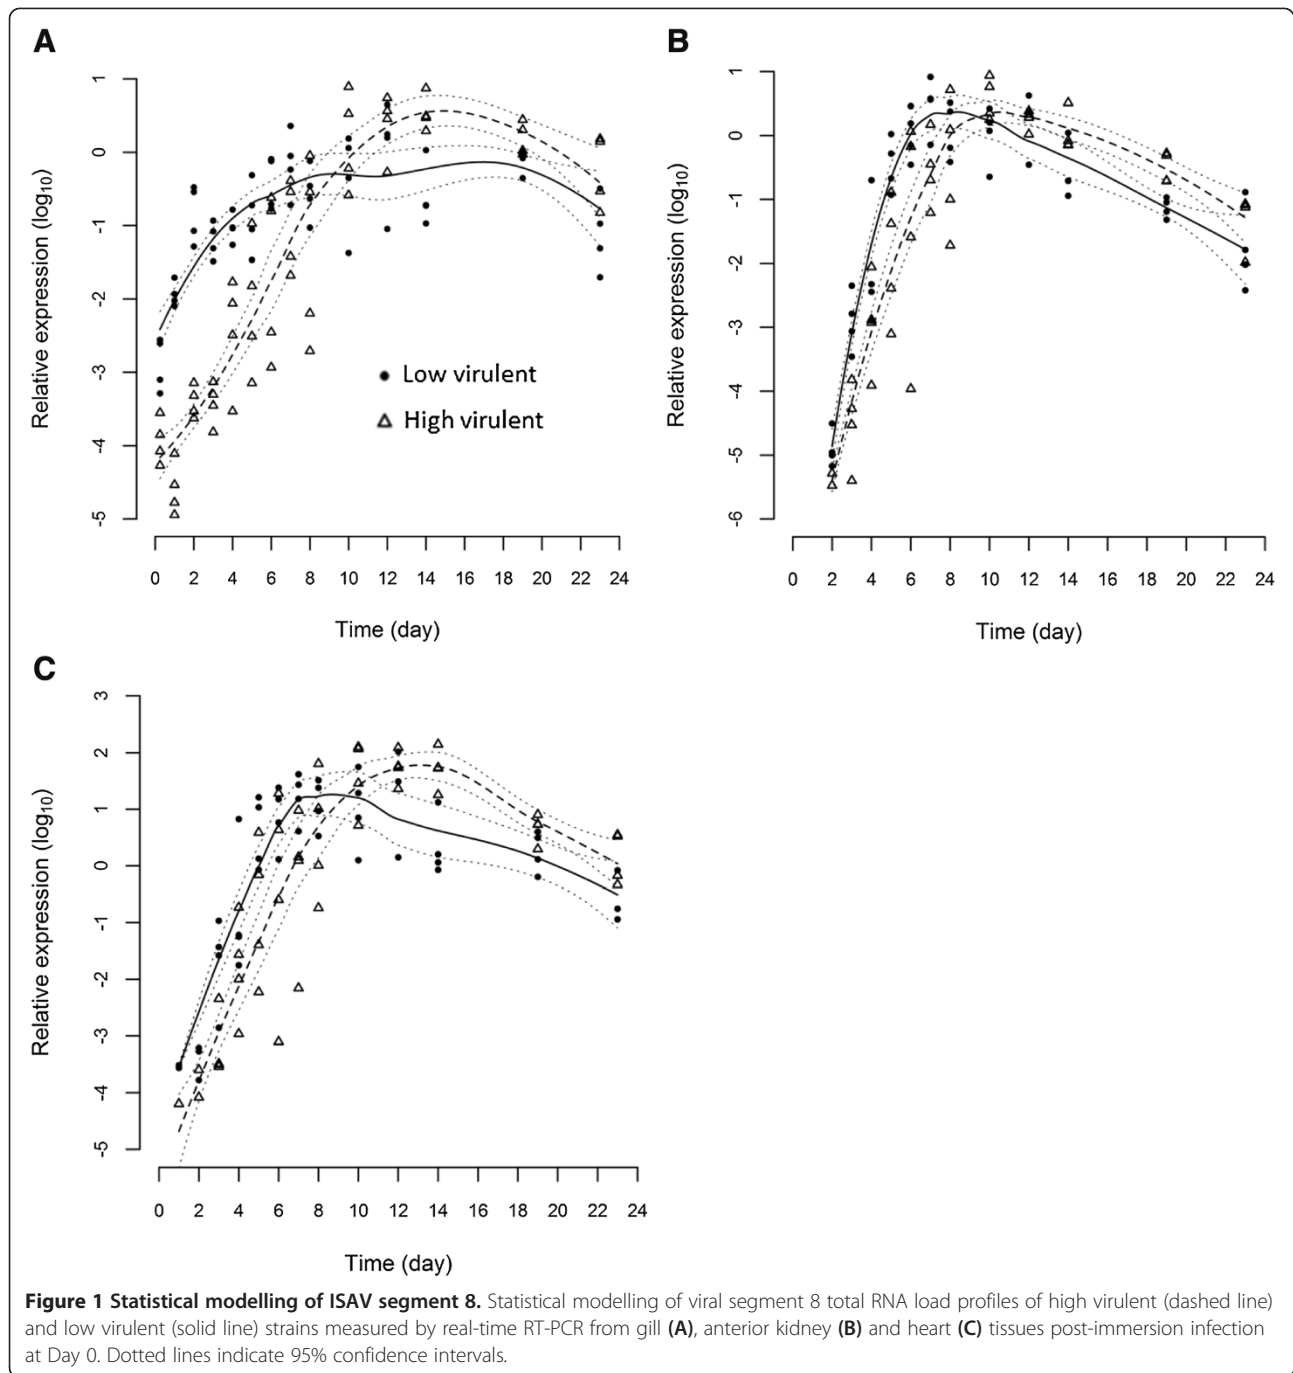 A
Relative expression (log10)
1
0
-1
-2
-3
-4
-5
0 2 4 6 8 10 12 14 16 18 20 22 24
Time (day)
Low virulent
High virulent
B
Relative expression (log10)
1
0
-1
-2
-3
-4
-5
-6
0 2 4 6 8 10 12 14 16 18 20 22 24
Time (day)
C
Relative expression (log10)
3
2
1
0
-1
-2
-3
-4
-5
0 2 4 6 8 10 12 14 16 18 20 22 24
Time (day)
Figure 1 Statistical modelling of ISAV segment 8. Statistical modelling of viral segment 8 total RNA load profiles of high virulent (dashed line)
and low virulent (solid line) strains measured by real-time RT-PCR from gill (A), anterior kidney (B) and heart (C) tissues post-immersion infection
at Day 0. Dotted lines indicate 95% confidence intervals.